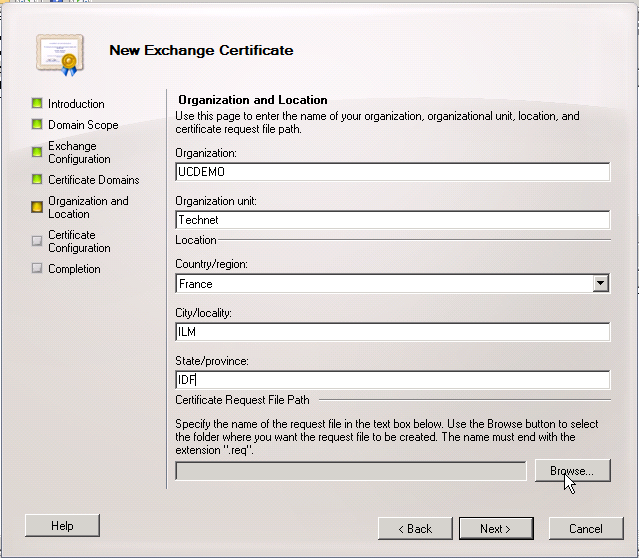 New Exchange Certificate
Introduction
Domain Scope
Exchange
Configuration
Certificate Domains
Organization and
Location
Certificate
Configuration
Completion
Organization and Location
Use this page to enter the name of your organization, organizational unit, location, and
certificate request file path.
Organization:
UCDEMO
Organization unit:
Technet
Location
Country/region:
France
City/locality:
ILM
State/province:
IDF
Certificate Request File Path
Specify the name of the request file in the text box below. Use the Browse button to select
the folder where you want the request file to be created. The name must end with the
extension ".req".
Browse...
Help
< Back
Next >
Cancel